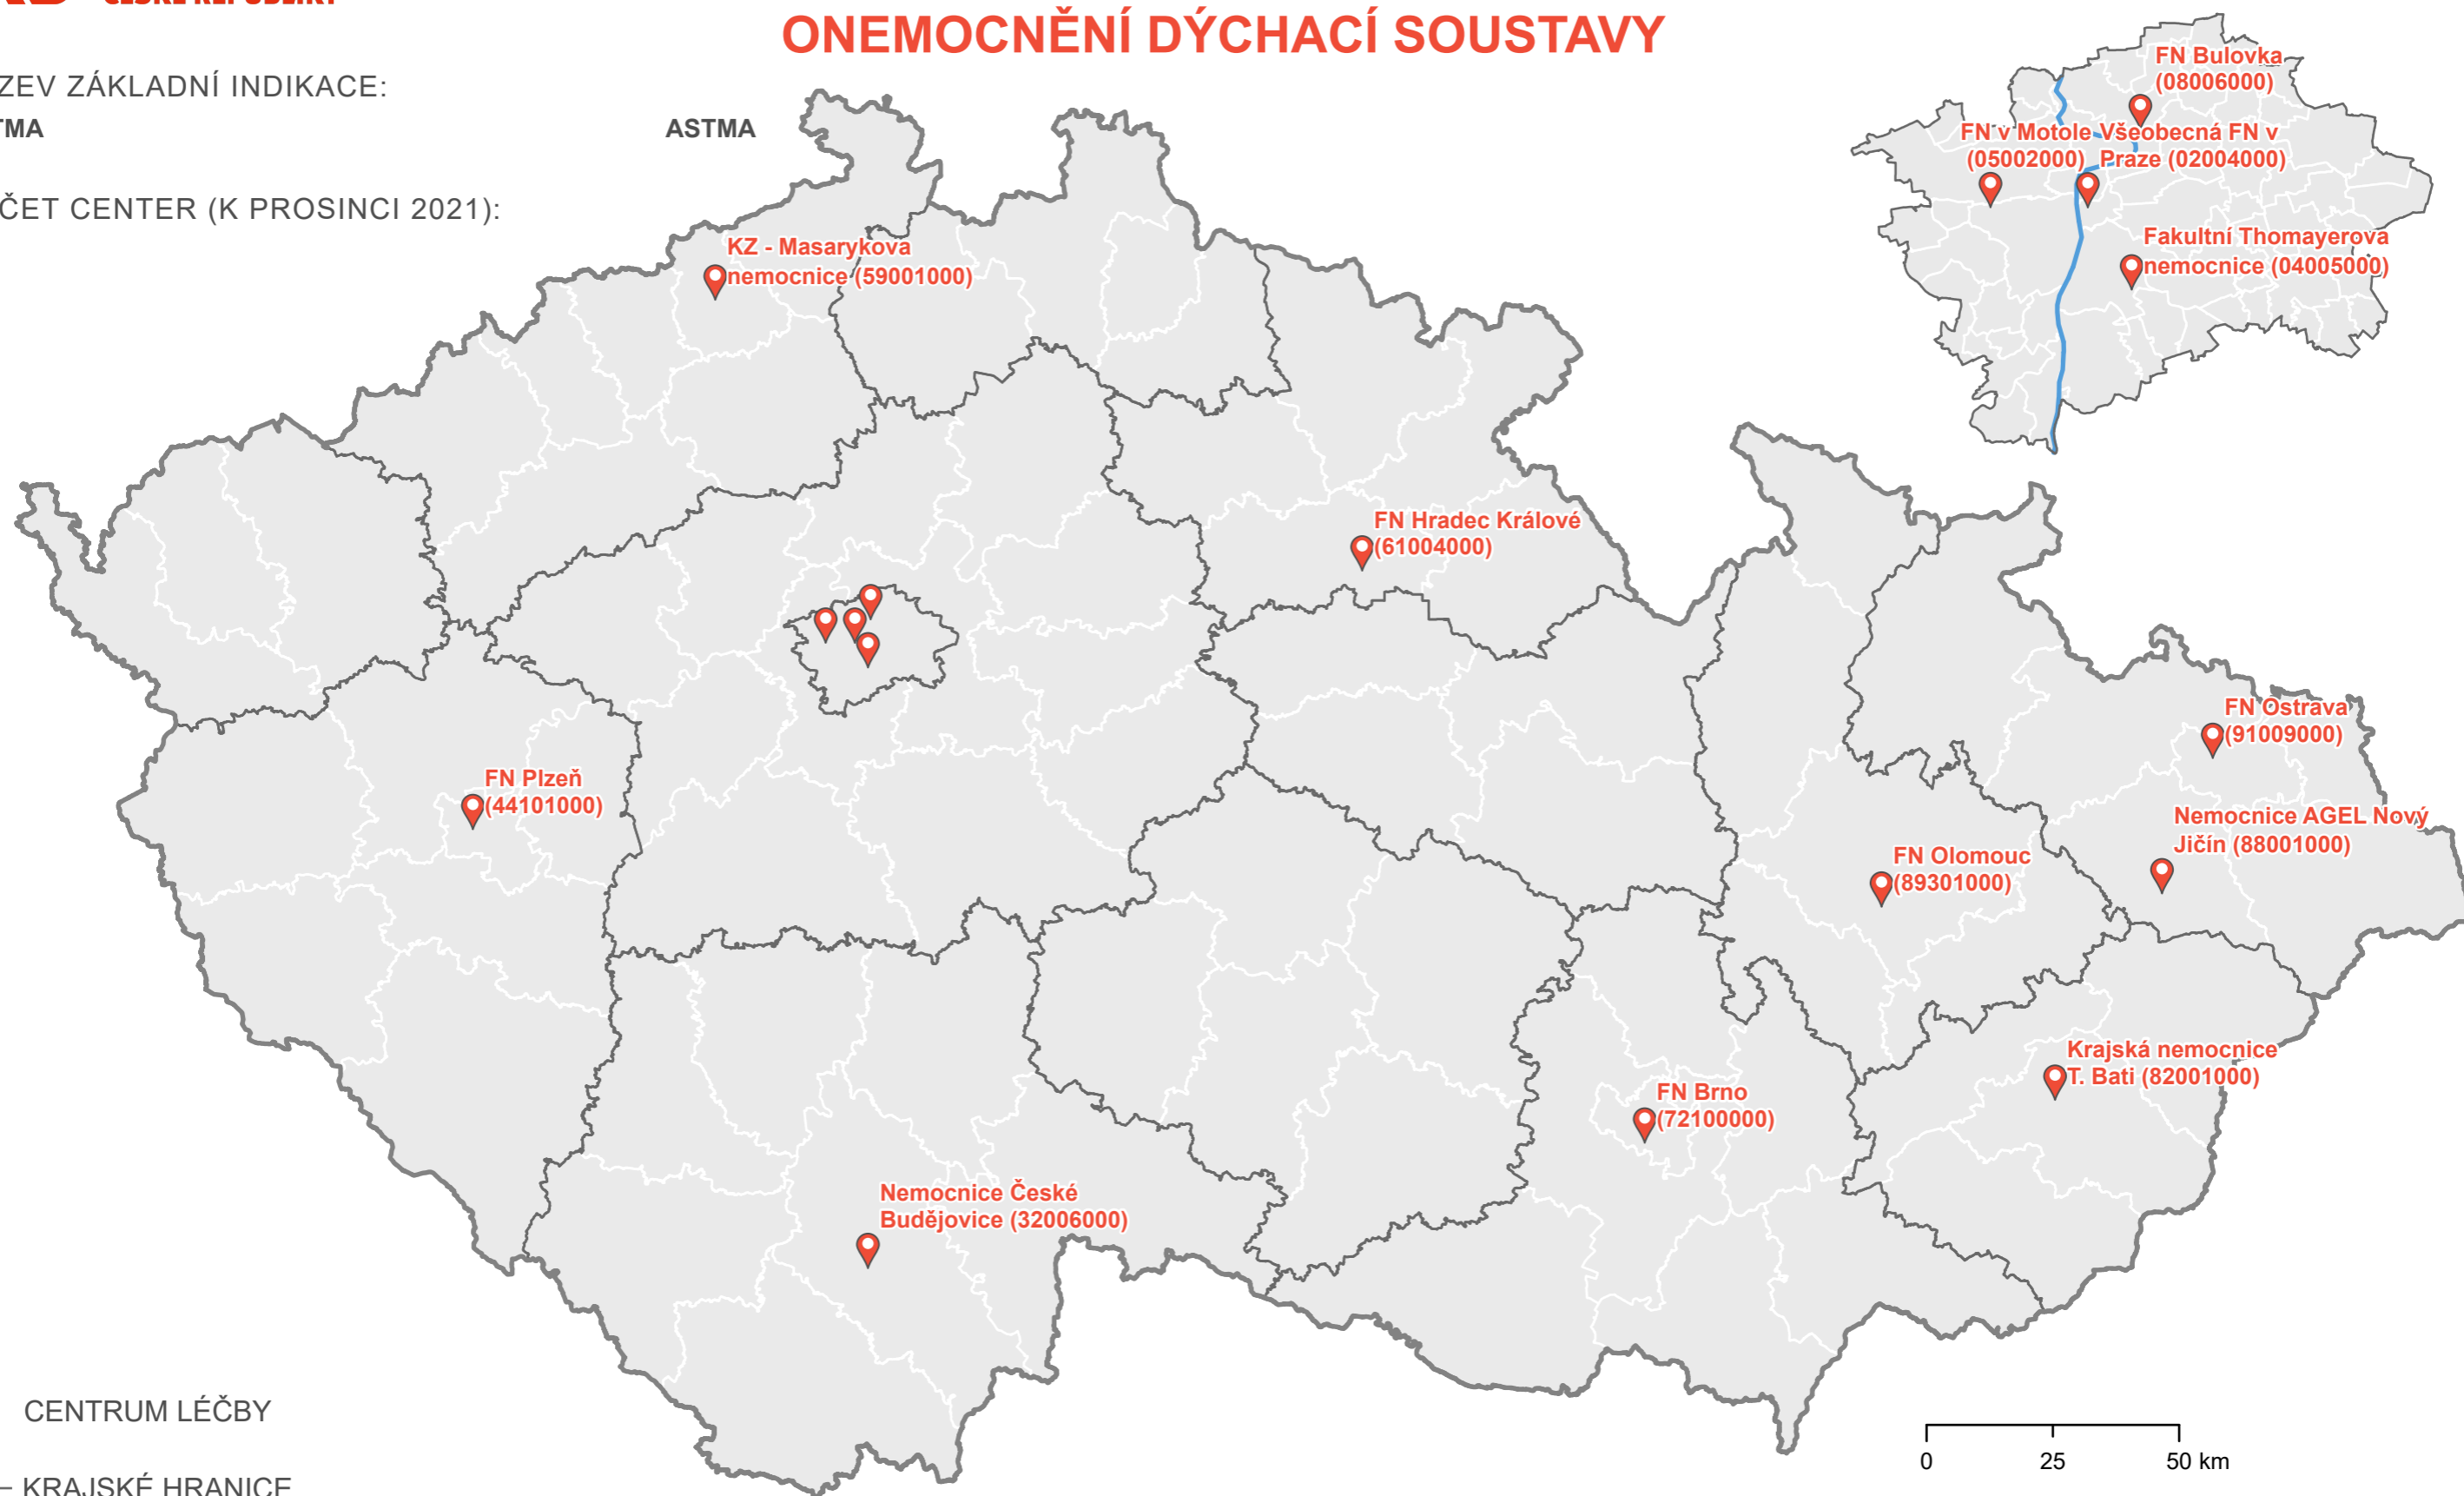 ČESKÉ REPUBLIKY
ONEMOCNĚNÍ DÝCHACÍ SOUSTAVY
ZEV ZÁKLADNÍ INDIKACE:
TMA
ASTMA
ČET CENTER (K PROSINCI 2021):
FN Bulovka
(08006000)
FN v Motole
(05002000)
Všeobecná FN v
Praze (02004000)
Fakultní Thomayerova
nemocnice (04005000)
KZ - Masarykova
nemocnice (59001000)
FN Hradec Králové
(61004000)
FN Ostrava
(91009000)
FN Plzeň
(44101000)
Nemocnice AGEL Nový
Jičín (88001000)
FN Olomouc
(89301000)
Krajská nemocnice
T. Bati (82001000)
FN Brno
(72100000)
Nemocnice České
Budějovice (32006000)
CENTRUM LÉČBY
KRAJSKÉ HRANICE
0 25 50 km